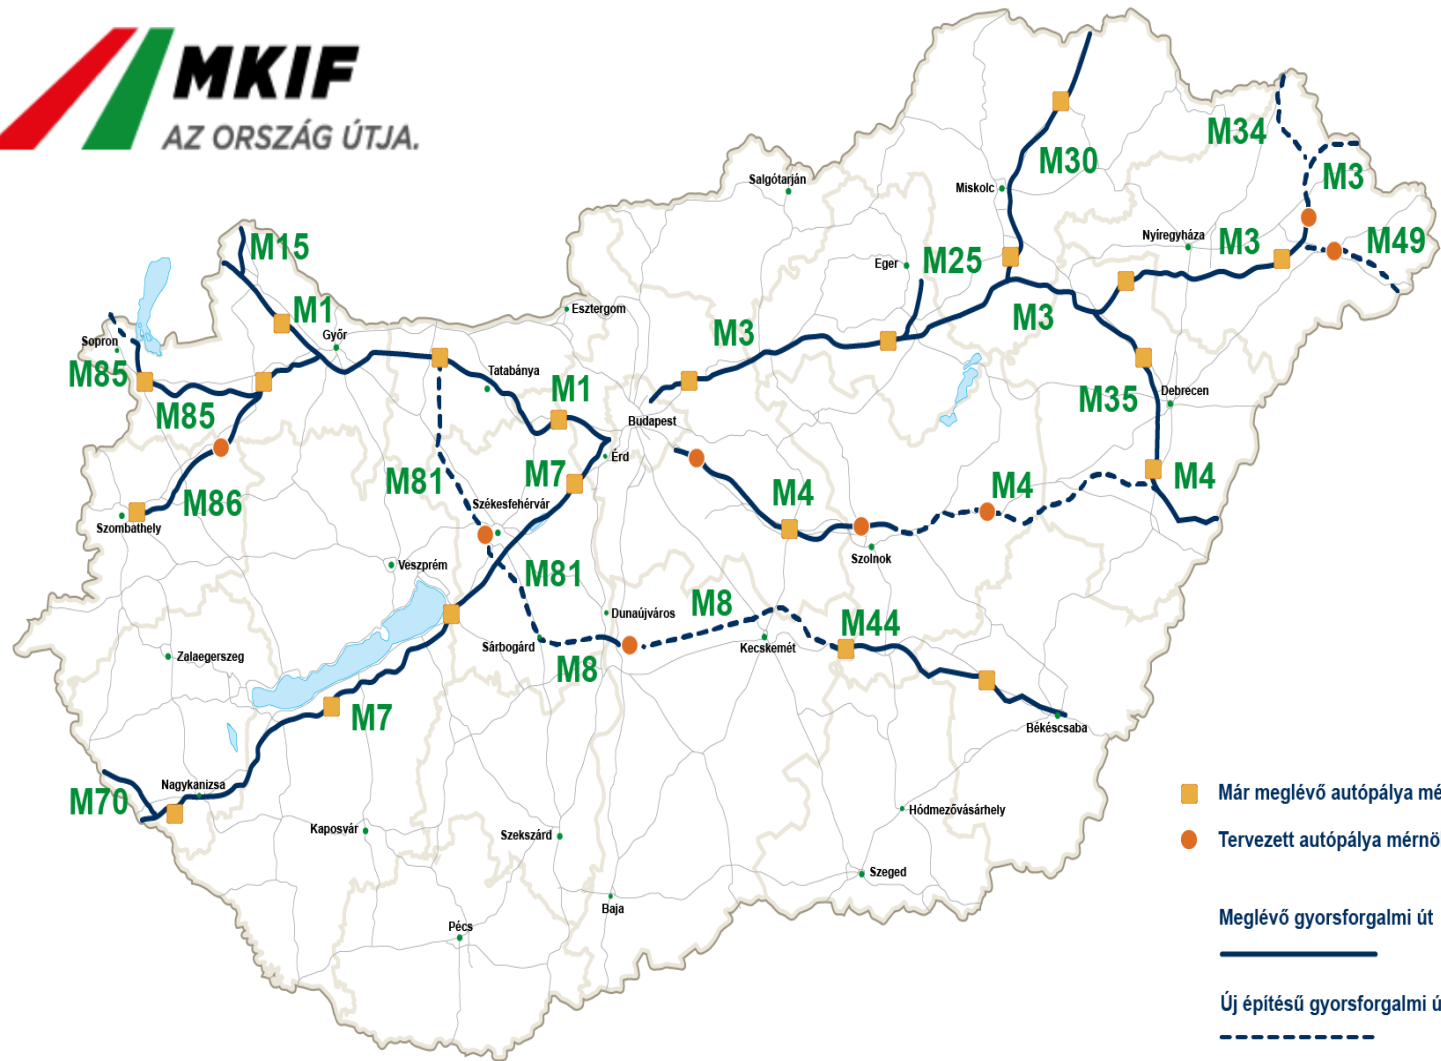 MKIF
AZ ORSZÁG ÚTJA.
M34
M30
M3
Salgótarján
Miskolc
Nyíregyháza
M3
M49
M15
Eger
M25
M1
Esztergom
M3
M3
Sopron
Győr
M85
Tatabánya
M85
M1
M35
Debrecen
Budapest
Érd
M81
M7
M86
Székesfehérvár
M4
M4
M4
Szombathely
Szolnok
Veszprém
M81
M8
Dunaújváros
M44
Sárbogárd
Kecskemét
Zalaegerszeg
M8
M7
Békéscsaba
Nagykanizsa
M70
Már meglévő autópálya
Hódmezővásárhely
Kaposvár
Szekszárd
Tervezett autópálya
Szeged
Baja
Meglévő gyorsforgalmi út
Pécs
Új építésű gyorsforgalmi